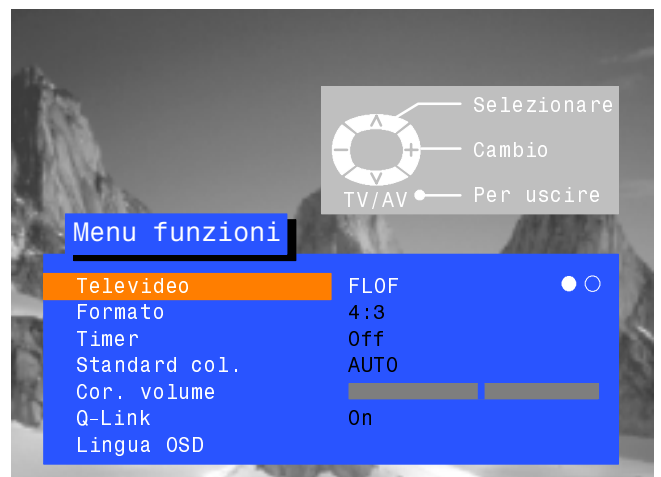 Selezionare
Cambio
TV/AV Per uscire
Menu funzioni
Televideo FLOF
Formato 4:3
Timer Off
Standard col. AUTO
Cor. volume
Q-Link On
Lingua OSD